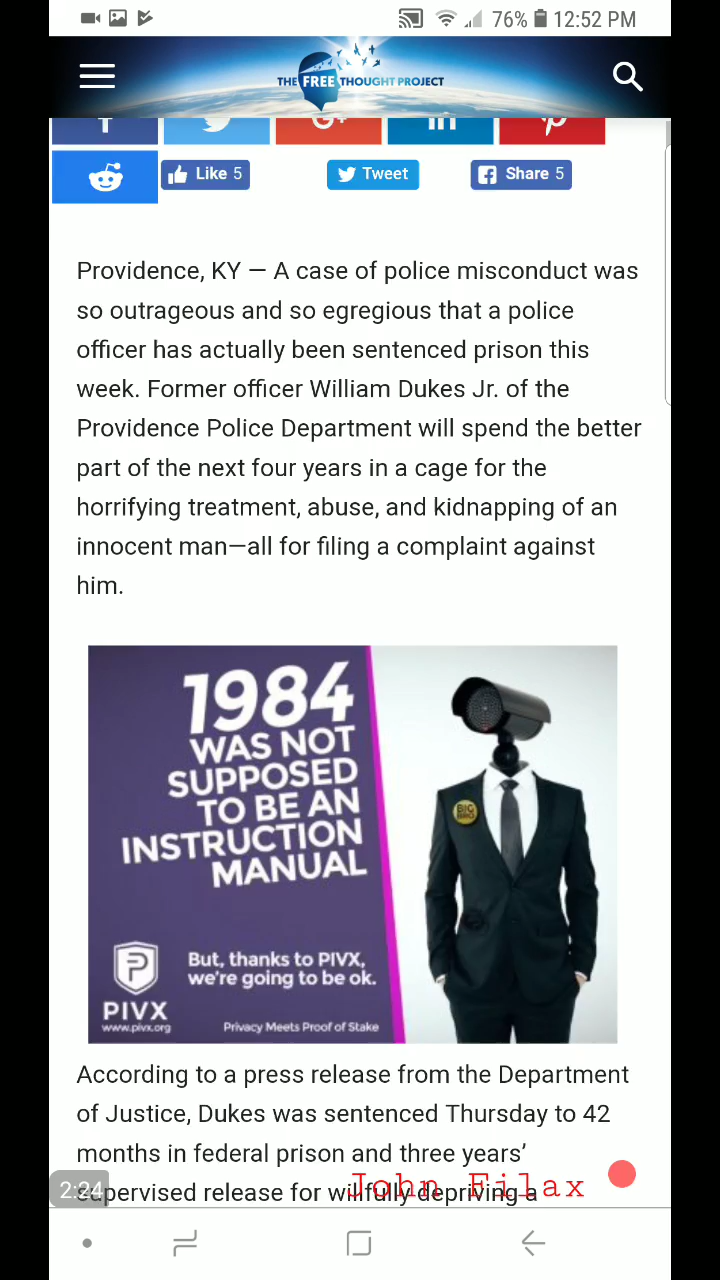 76% 12:52 PM
THE FREE THOUGHT PROJECT
Like 5 Tweet Share 5
Providence, KY — A case of police misconduct was
so outrageous and so egregious that a police
officer has actually been sentenced prison this
week. Former officer William Dukes Jr. of the
Providence Police Department will spend the better
part of the next four years in a cage for the
horrifying treatment, abuse, and kidnapping of an
innocent man—all for filing a complaint against
him.
1984
WAS NOT
SUPPOSED
TO BE AN
INSTRUCTION
MANUAL
BIG
But, thanks to PIVX,
we're going to be ok.
PIVX
www.pivx.org
Privacy Meets Proof of Stake
According to a press release from the Department
of Justice, Dukes was sentenced Thursday to 42
months in federal prison and three years’
supervised release for willfully depriving a
John Filax
2:24